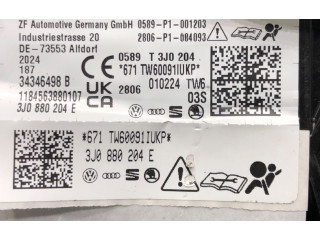 ZF Automotive Germany GmbH 0589-P1-001203
Industriestrasse 20 2806-P1-084093
DE-73553 Alfdorf
2024 0589 T 3J0 204
187 *671 TW60091IUKP*
34346498 B 2806 010224 TW6
1184563880107 03S
3J0 880 204 E
*671 TW60091IUKP*
3J0 880 204 E